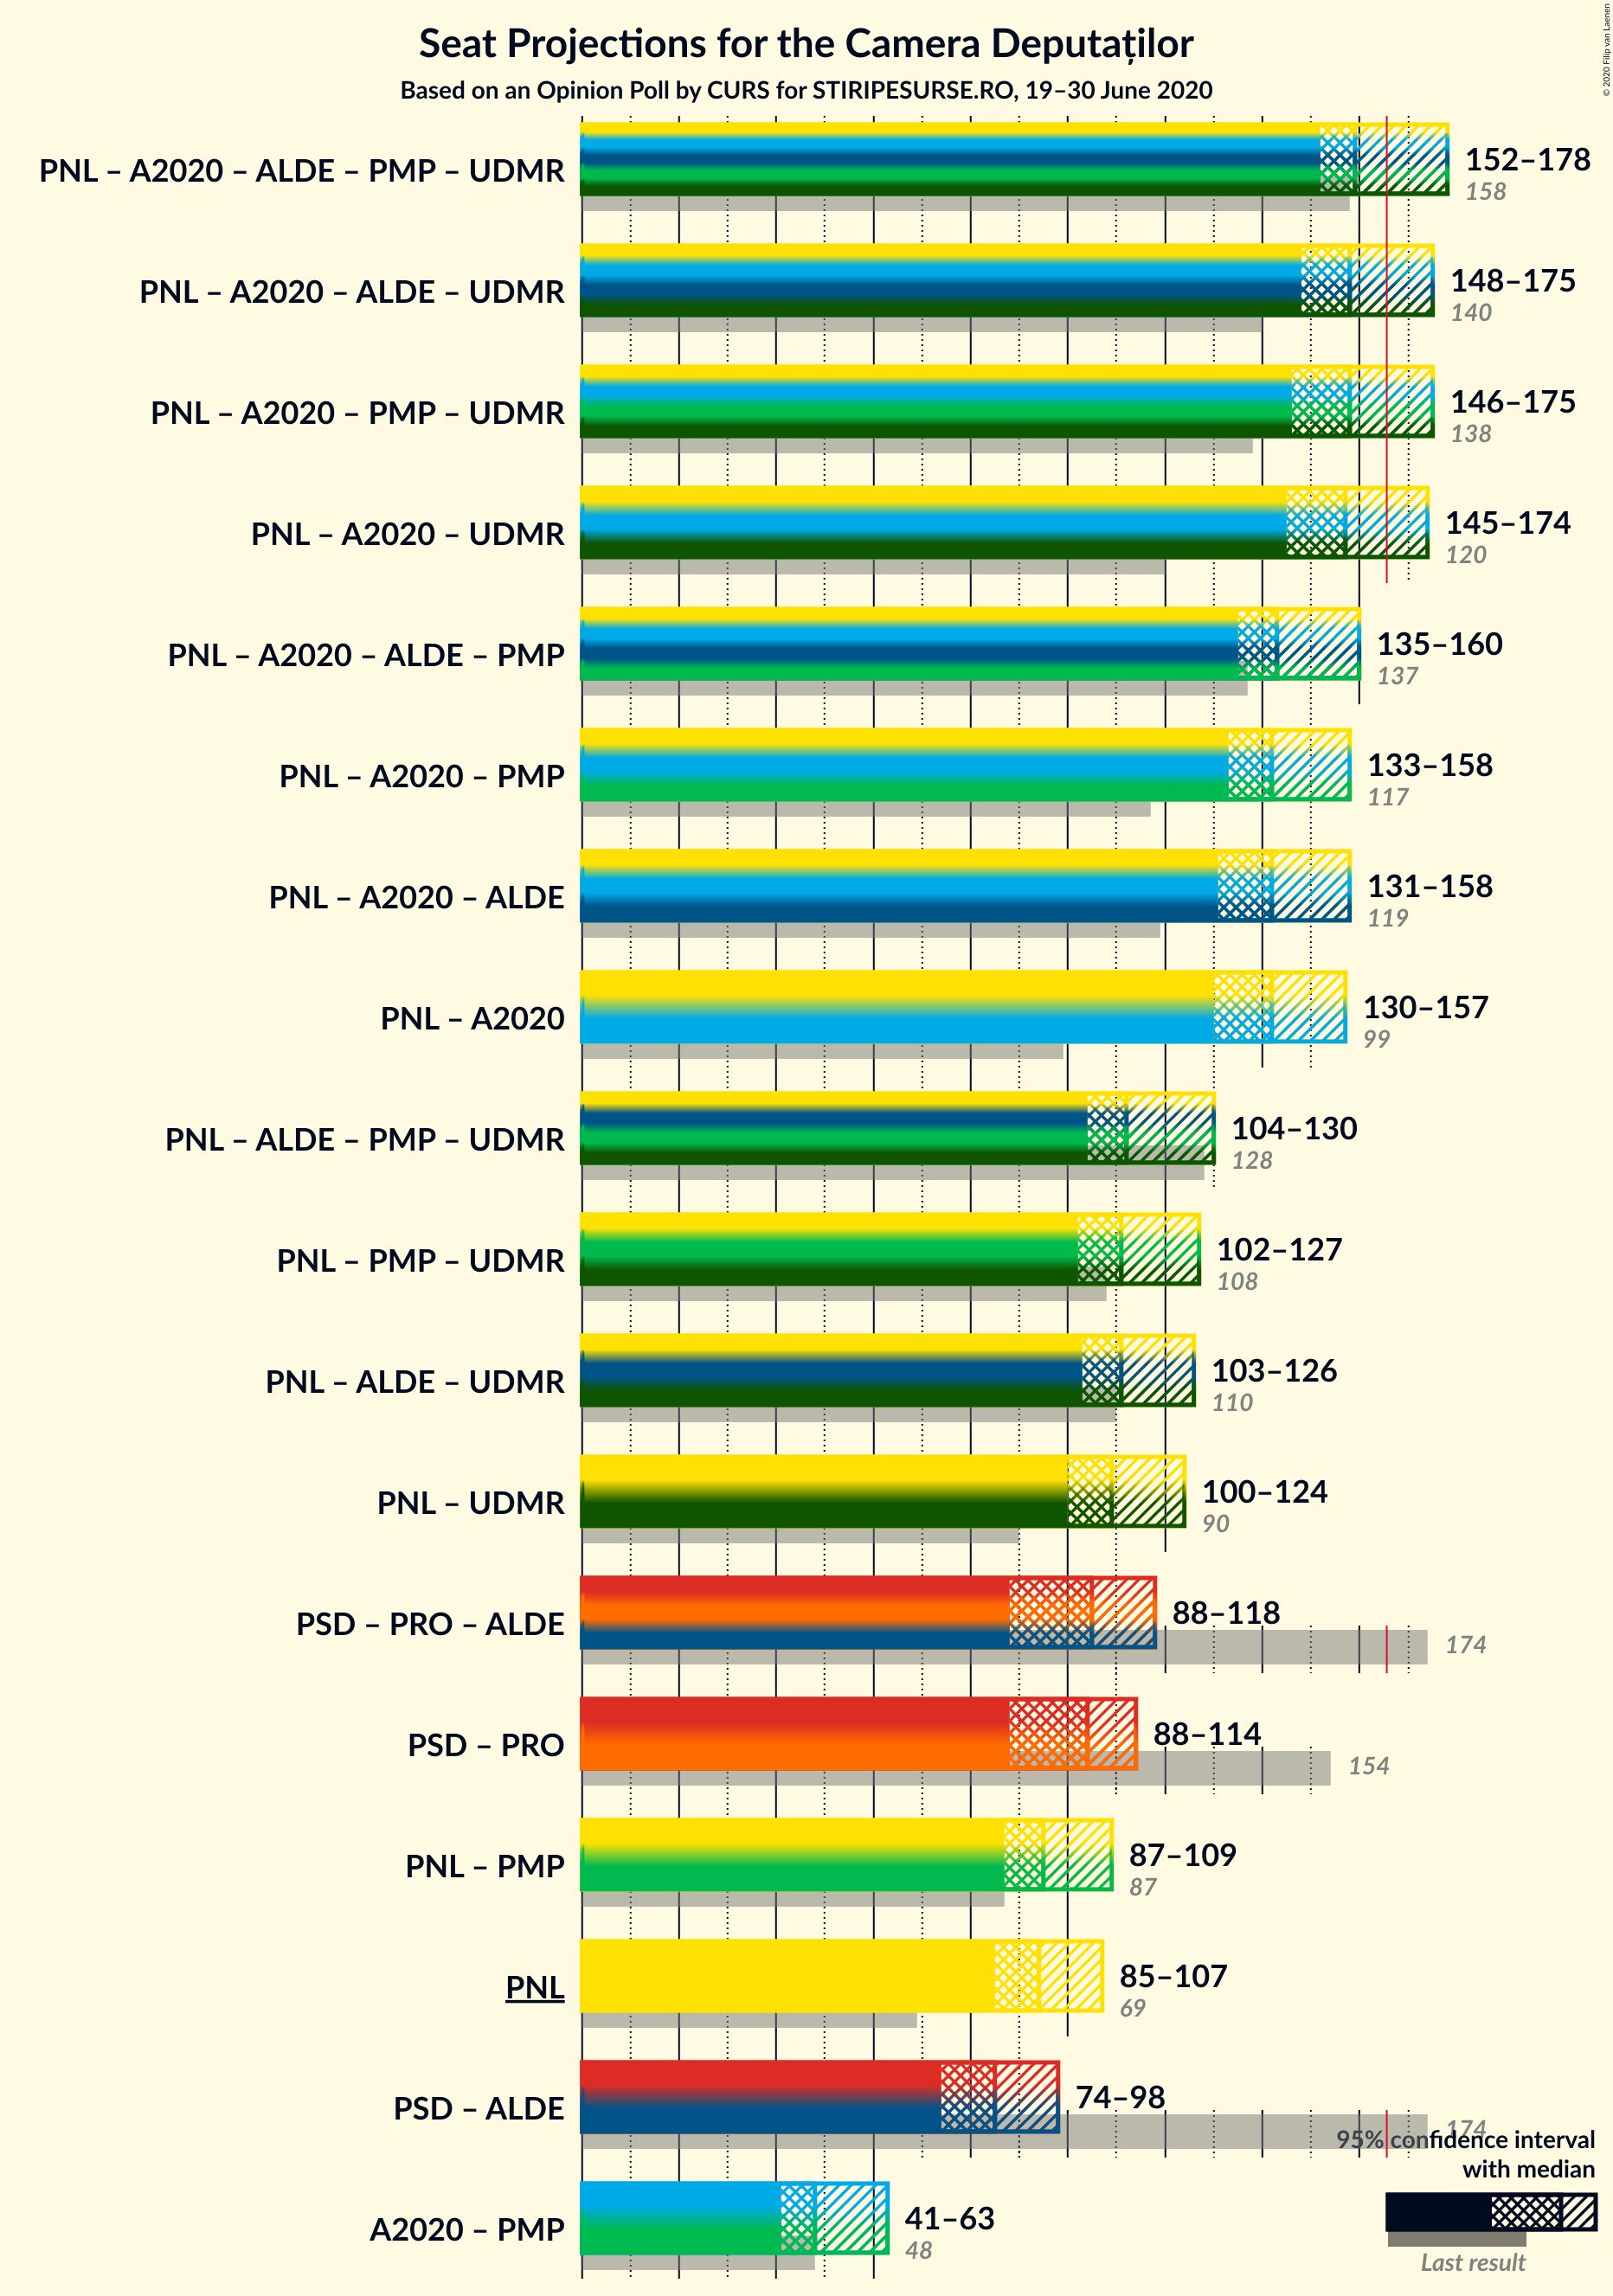 © 2020 Filip van Laenen
Seat Projections for the Camera Deputaților
Based on an Opinion Poll by CURS for STIRIPESURSE.RO, 19–30 June 2020
PNL – A2020 – ALDE – PMP – UDMR 152–178
158
PNL – A2020 – ALDE – UDMR 148–175
140
PNL – A2020 – PMP – UDMR 146–175
138
PNL – A2020 – UDMR 145–174
120
PNL – A2020 – ALDE – PMP 135–160
137
PNL – A2020 – PMP 133–158
117
PNL – A2020 – ALDE 131–158
119
PNL – A2020 130–157
99
PNL – ALDE – PMP – UDMR 104–130
128
PNL – PMP – UDMR 102–127
108
PNL – ALDE – UDMR 103–126
110
PNL – UDMR 100–124
90
PSD – PRO – ALDE 88–118
174
PSD – PRO 88–114
154
PNL – PMP 87–109
87
PNL 85–107
69
PSD – ALDE 74–98
174
95% confidence interval
with median
A2020 – PMP 41–63
48
Last result